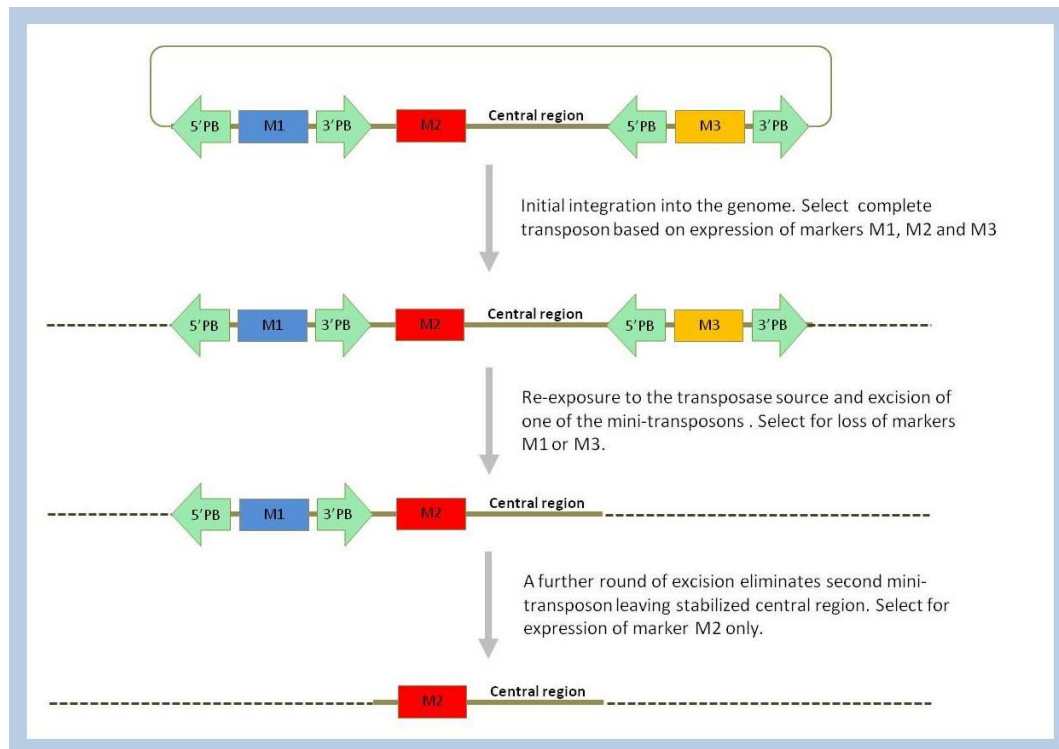 Central region
5'PB M1 3'PB M2 5'PB M3 3'PB
Initial integration into the genome. Select complete
transposon based on expression of markers M1, M2 and M3
Central region
5'PB M1 3'PB M2 5'PB M3 3'PB
Re-exposure to the transposase source and excision of
one of the mini-transposons . Select for loss of markers
M1 or M3.
Central region
5'PB M1 3'PB M2
A further round of excision eliminates second mini-
transposon leaving stabilized central region. Select for
expression of marker M2 only.
Central region
M2